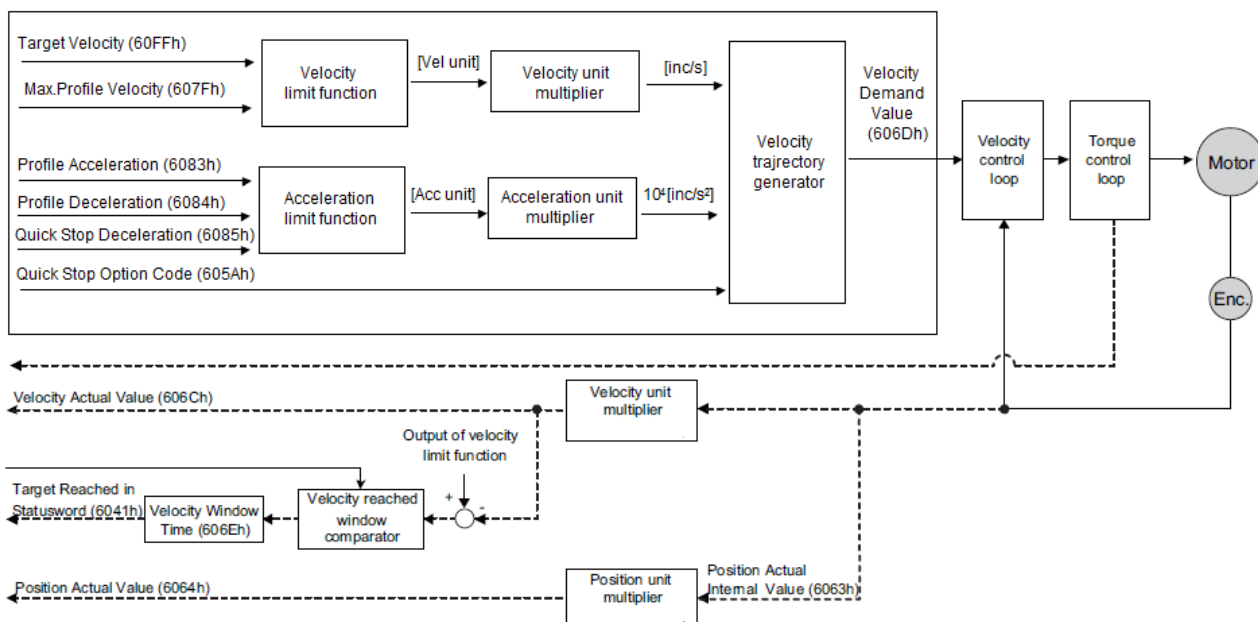 Target Velocity (60FFh)
Max.Profile Velocity (607Fh)
Velocity
limit function
[Vel unit]
Velocity unit
multiplier
[inc/s]
Velocity
Demand
Value
(606Dh)
Profile Acceleration (6083h)
Profile Deceleration (6084h)
Quick Stop Deceleration (6085h)
Quick Stop Option Code (605Ah)
Acceleration
limit function
[Acc unit]
Acceleration unit
multiplier
10⁴[inc/s²]
Velocity
trajrectory
generator
Velocity
control
loop
Torque
control
loop
Motor
Enc.
Velocity Actual Value (606Ch)
Velocity unit
multiplier
Output of velocity
limit function
+
-
Target Reached in
Statusword (6041h)
Velocity Window
Time (606Eh)
Velocity reached
window
comparator
Position Actual Value (6064h)
Position unit
multiplier
Position Actual
Internal Value (6063h)